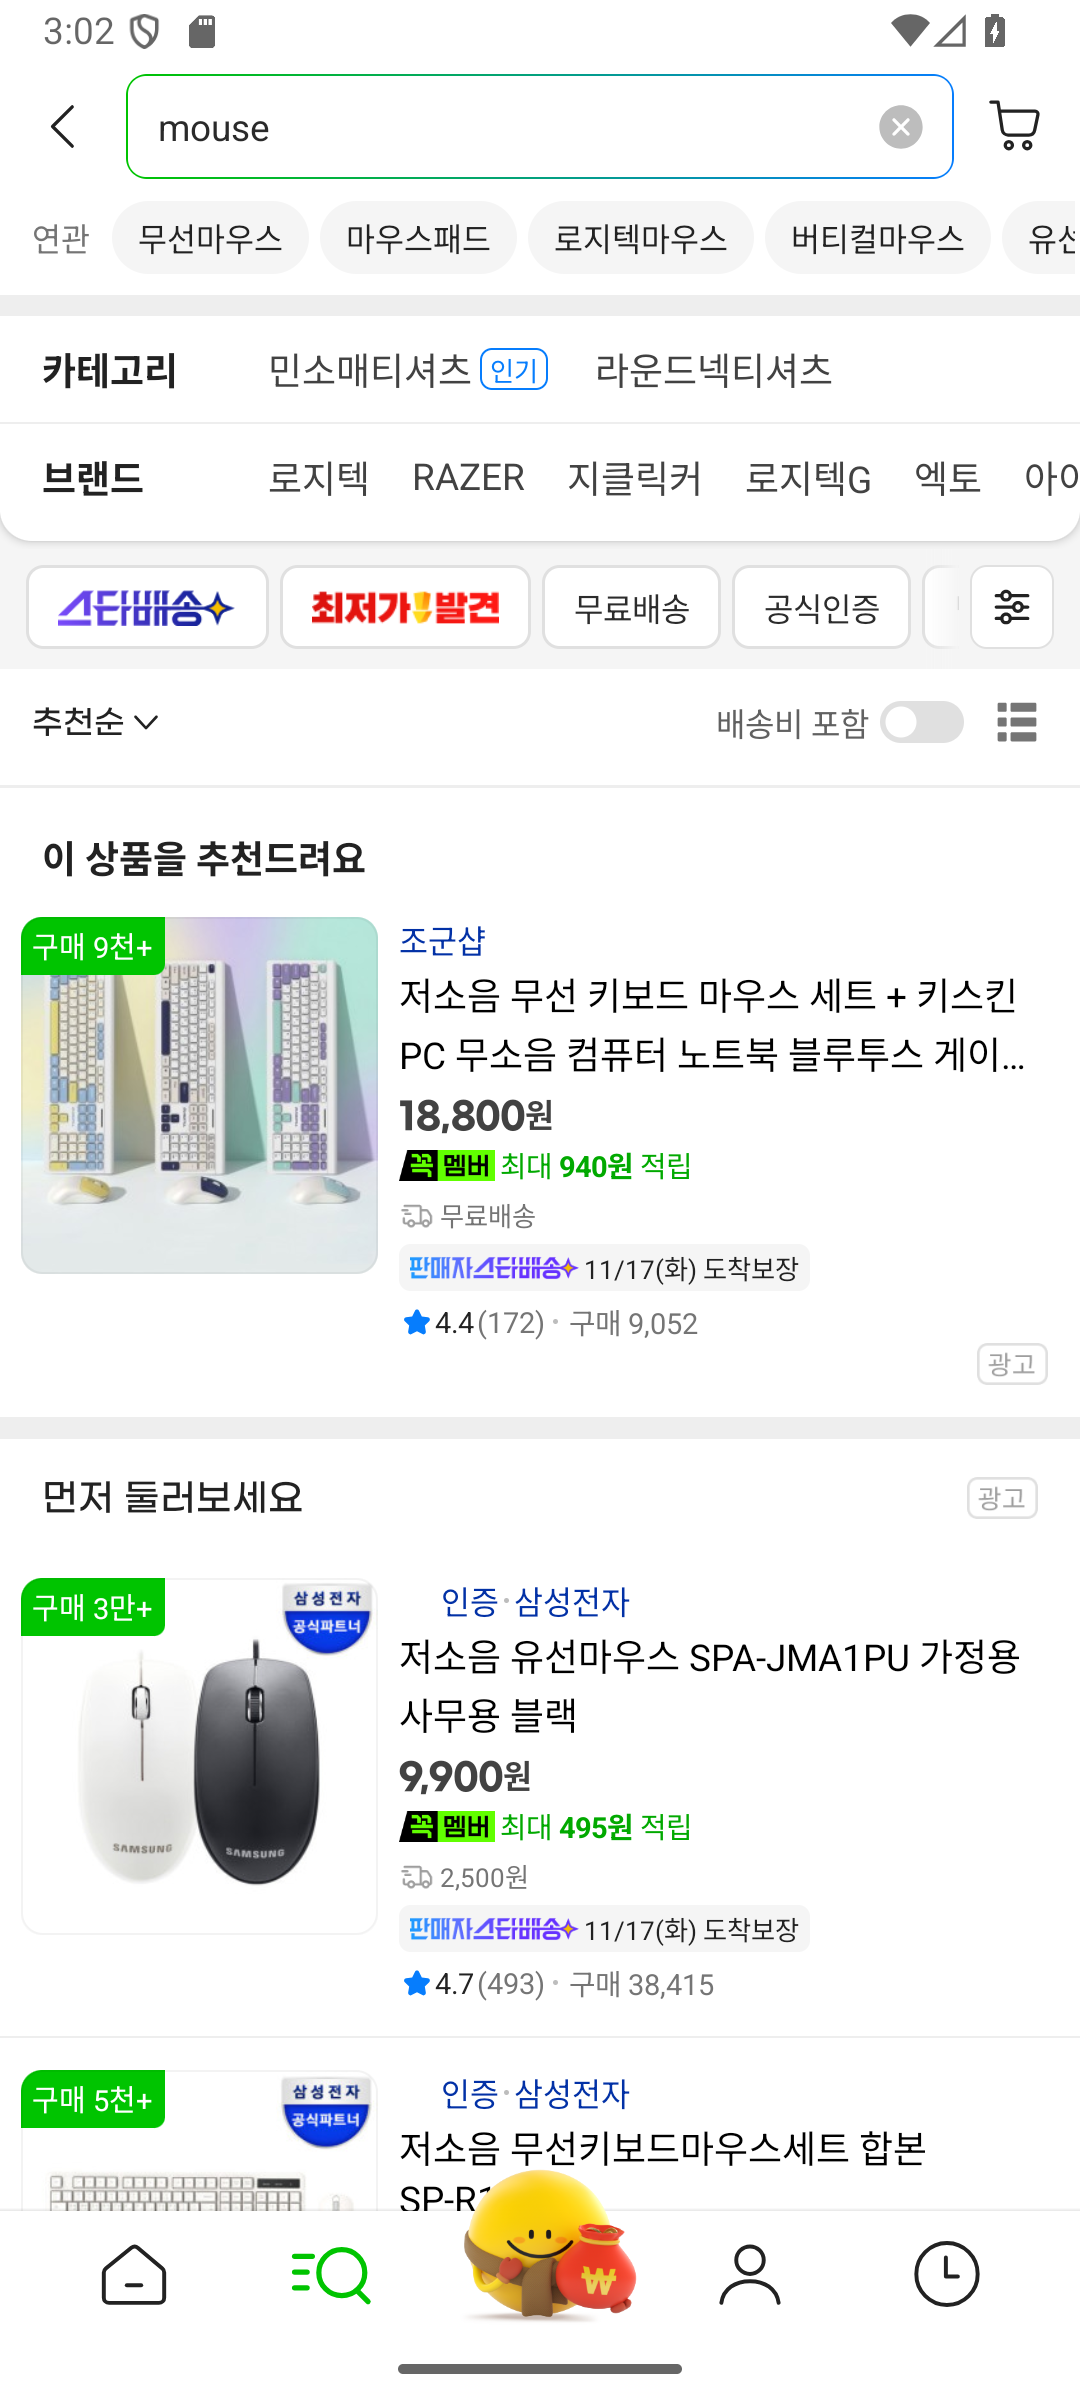 3:02
mouse
연관 무선마우스 마우스패드 로지텍마우스 버티컬마우스
카테고리 민소매티셔츠 인기 라운드넥티셔츠
브랜드 로지텍 RAZER 지클릭커 로지텍G 엑토
스타배송 최저가 발견 무료배송 공식인증
추천순 배송비 포함
이 상품을 추천드려요
구매 9천+
조군샵
저소음 무선 키보드 마우스 세트 + 키스킨
PC 무소음 컴퓨터 노트북 블루투스 게이...
18,800원
꼭 멤버 최대 940원 적립
무료배송
판매자스타배송 11/17(화) 도착보장
4.4(172) · 구매 9,052
광고
먼저 둘러보세요 광고
구매 3만+
삼성전자
공식파트너
SAMSUNG SAMSUNG
인증·삼성전자
저소음 유선마우스 SPA-JMA1PU 가정용
사무용 블랙
9,900원
꼭 멤버 최대 495원 적립
2,500원
판매자스타배송 11/17(화) 도착보장
4.7(493) · 구매 38,415
구매 5천+
삼성전자
공식파트너
인증·삼성전자
저소음 무선키보드마우스세트 합본
₩